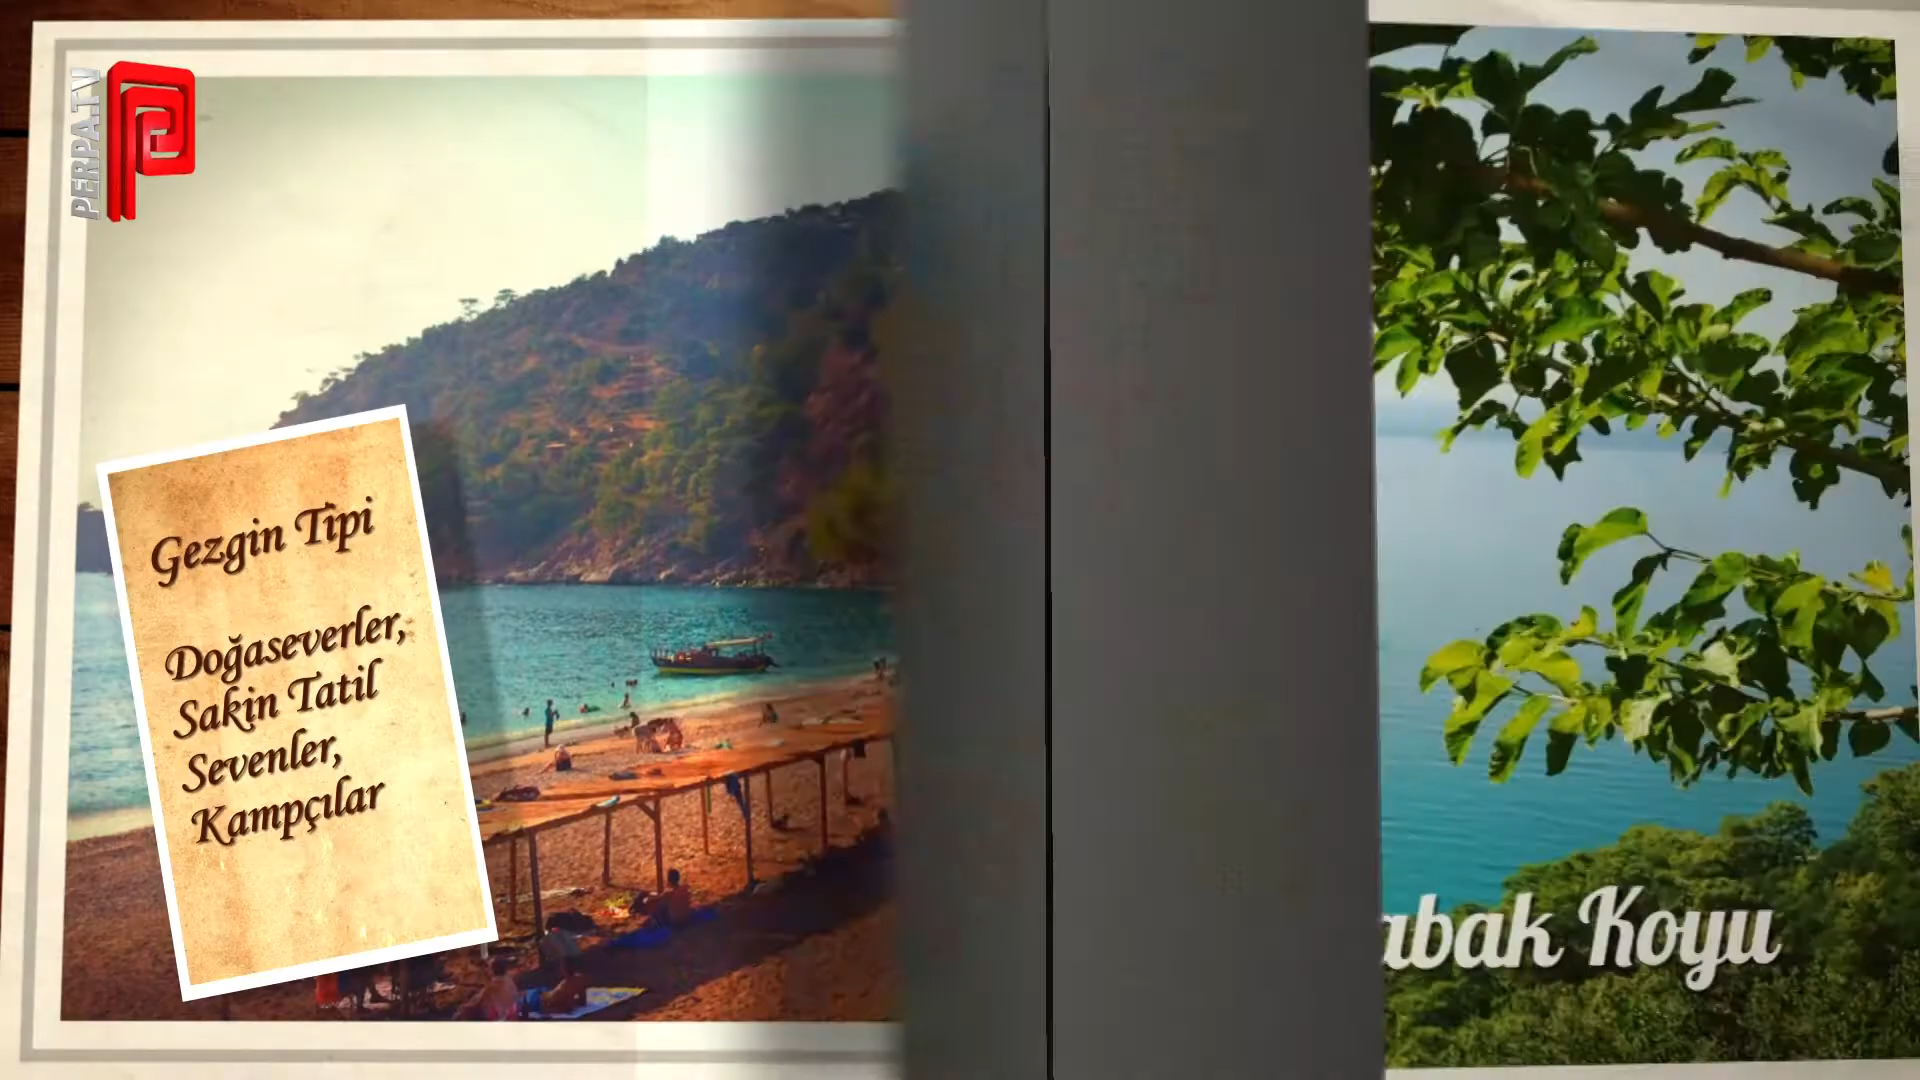 PERPA.TV
Gezgin Tipi
Doğaseverler,
Sakin Tatil
Sevenler,
Kampçılar
abak Koyu